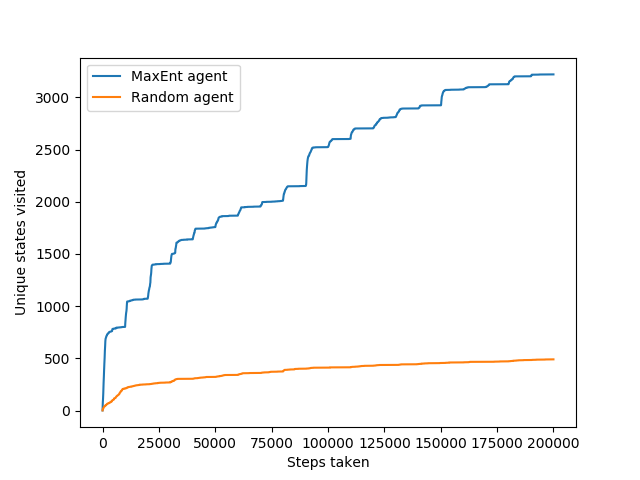 MaxEnt agent
Random agent
Unique states visited
3000
2500
2000
1500
1000
500
0
0 25000 50000 75000 100000 125000 150000 175000 200000
Steps taken